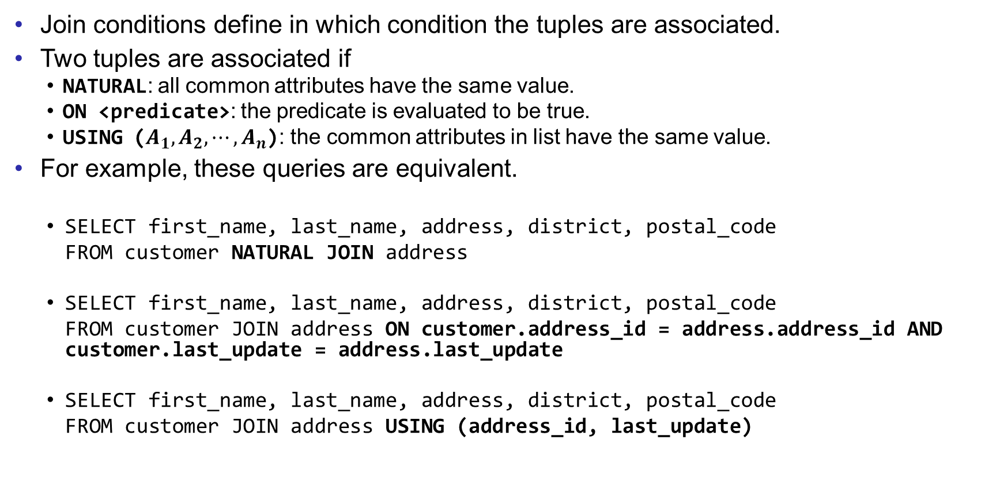 • Join conditions define in which condition the tuples are associated.
• Two tuples are associated if
• NATURAL: all common attributes have the same value.
• ON <predicate>: the predicate is evaluated to be true.
• USING (A₁,A₂,⋯,Aₙ): the common attributes in list have the same value.
• For example, these queries are equivalent.
• SELECT first_name, last_name, address, district, postal_code
FROM customer NATURAL JOIN address
• SELECT first_name, last_name, address, district, postal_code
FROM customer JOIN address ON customer.address_id = address.address_id AND
customer.last_update = address.last_update
• SELECT first_name, last_name, address, district, postal_code
FROM customer JOIN address USING (address_id, last_update)